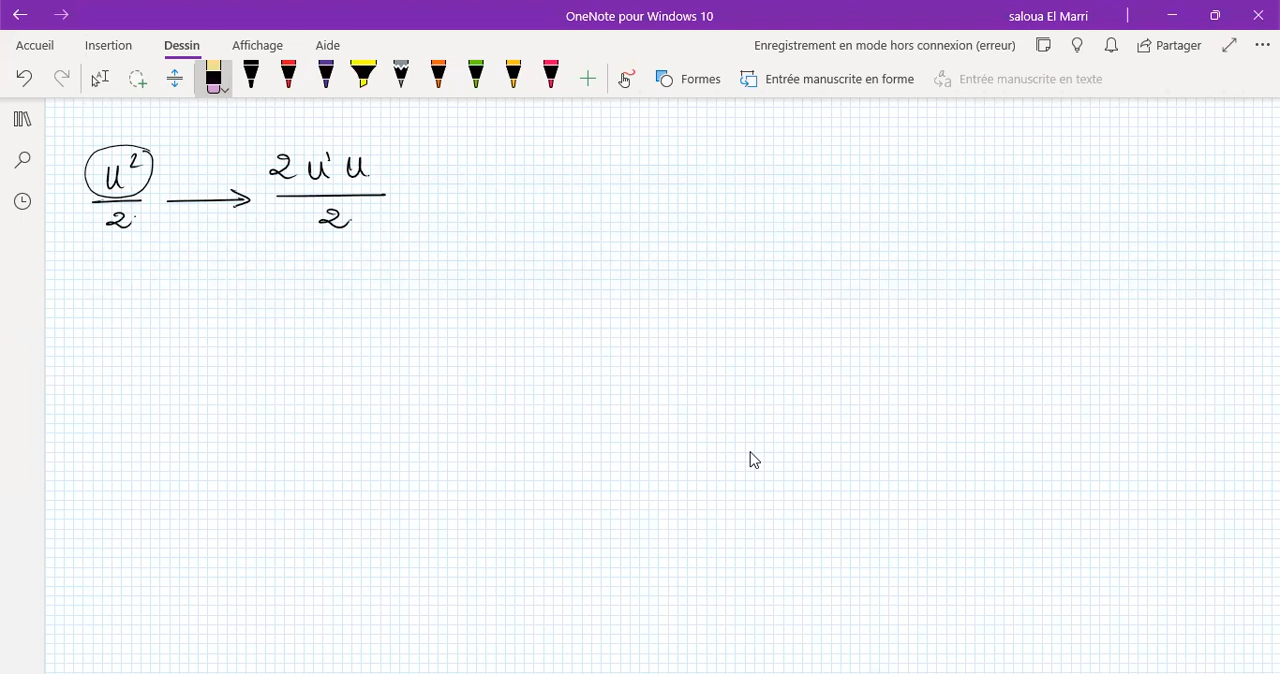 OneNote pour Windows 10
saloua El Marri
Accueil Insertion Dessin Affichage Aide
Enregistrement en mode hors connexion (erreur)
Partager
Formes
Entrée manuscrite en forme
Entrée manuscrite en texte
u² 2 u' u
2 → 2